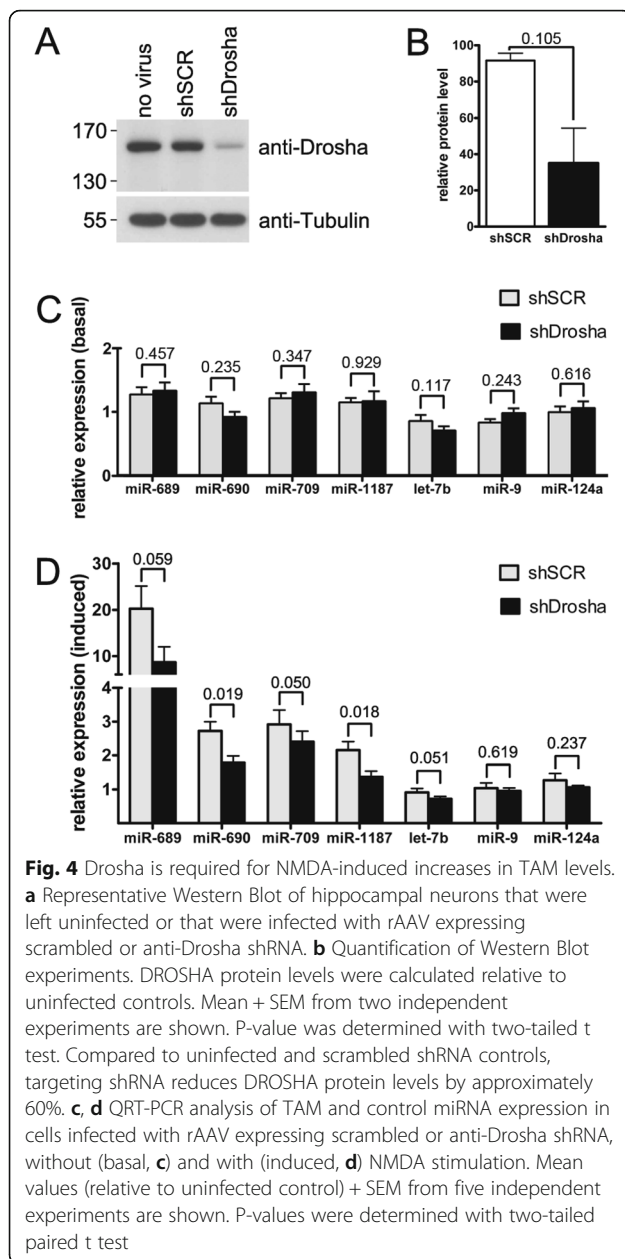 A
no virus
shSCR
shDrosha
170
130
55
anti-Drosha
anti-Tubulin
B
relative protein level
100
80
60
40
20
0
0.105
shSCR
shDrosha
C
relative expression (basal)
shSCR
shDrosha
2
1
0
0.457
0.235
0.347
0.929
0.117
0.243
0.616
miR-689
miR-690
miR-709
miR-1187
let-7b
miR-9
miR-124a
D
relative expression (induced)
shSCR
shDrosha
30
20
10
4
3
2
1
0.059
0.019
0.050
0.018
0.051
0.619
0.237
miR-689
miR-690
miR-709
miR-1187
let-7b
miR-9
miR-124a
Fig. 4 Drosha is required for NMDA-induced increases in TAM levels.
a Representative Western Blot of hippocampal neurons that were
left uninfected or that were infected with rAAV expressing
scrambled or anti-Drosha shRNA. b Quantification of Western Blot
experiments. DROSHA protein levels were calculated relative to
uninfected controls. Mean + SEM from two independent
experiments are shown. P-value was determined with two-tailed t
test. Compared to uninfected and scrambled shRNA controls,
targeting shRNA reduces DROSHA protein levels by approximately
60%. c, d QRT-PCR analysis of TAM and control miRNA expression in
cells infected with rAAV expressing scrambled or anti-Drosha shRNA,
without (basal, c) and with (induced, d) NMDA stimulation. Mean
values (relative to uninfected control) + SEM from five independent
experiments are shown. P-values were determined with two-tailed
paired t test